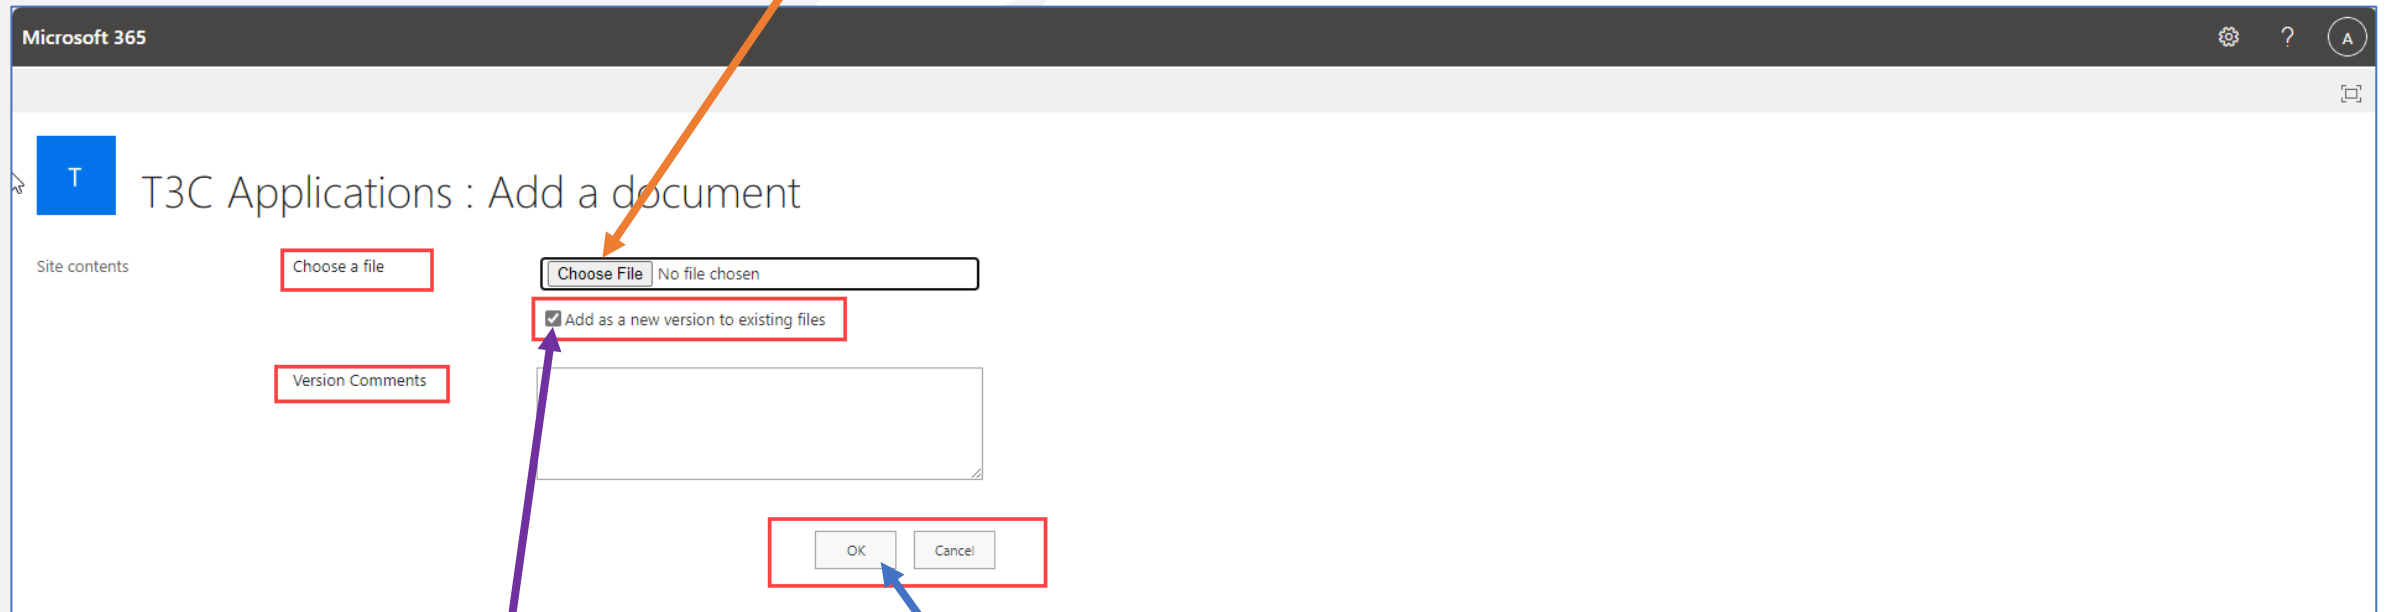 Microsoft 365
?
A
T
T3C Applications : Add a document
Site contents
Choose a file
Choose File No file chosen
Add as a new version to existing files
Version Comments
OK Cancel